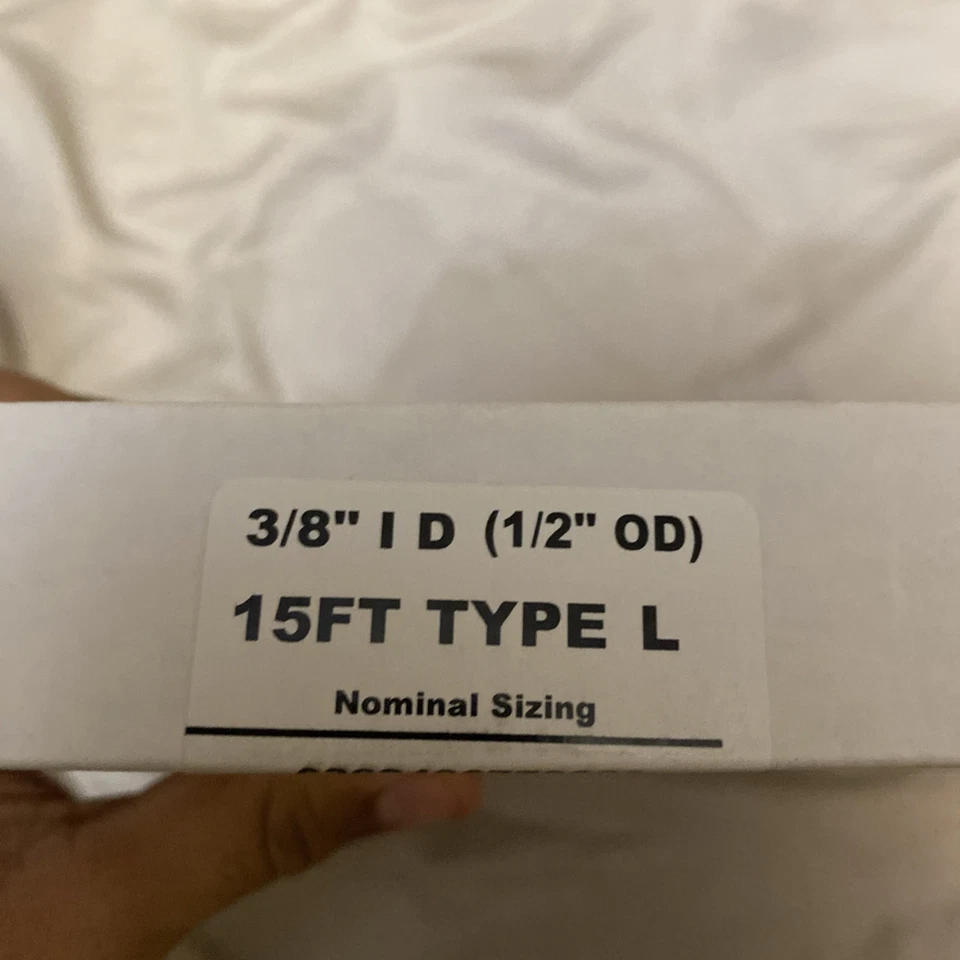 3/8" I D (1/2" OD)
15FT TYPE L
Nominal Sizing